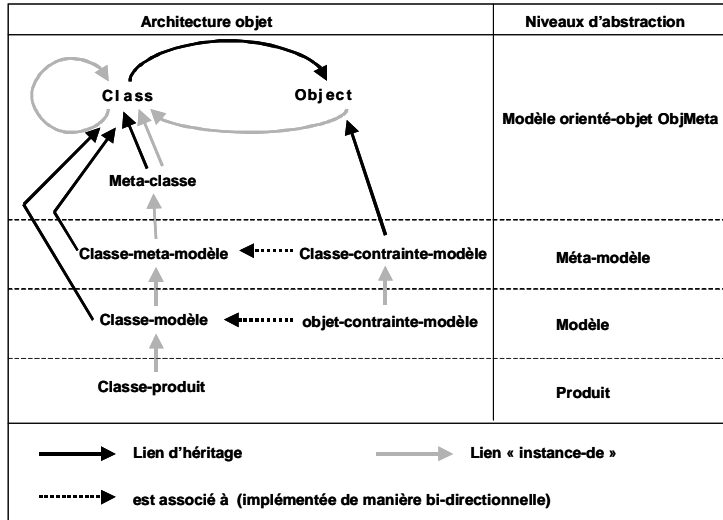 Architecture objet
Niveaux d'abstraction
Class
Object
Modèle orienté-objet ObjMeta
Meta-classe
Classe-meta-modèle
Classe-contrainte-modèle
Méta-modèle
Classe-modèle
objet-contrainte-modèle
Modèle
Classe-produit
Produit
Lien d'héritage
Lien « instance-de »
est associé à (implémentée de manière bi-directionnelle)